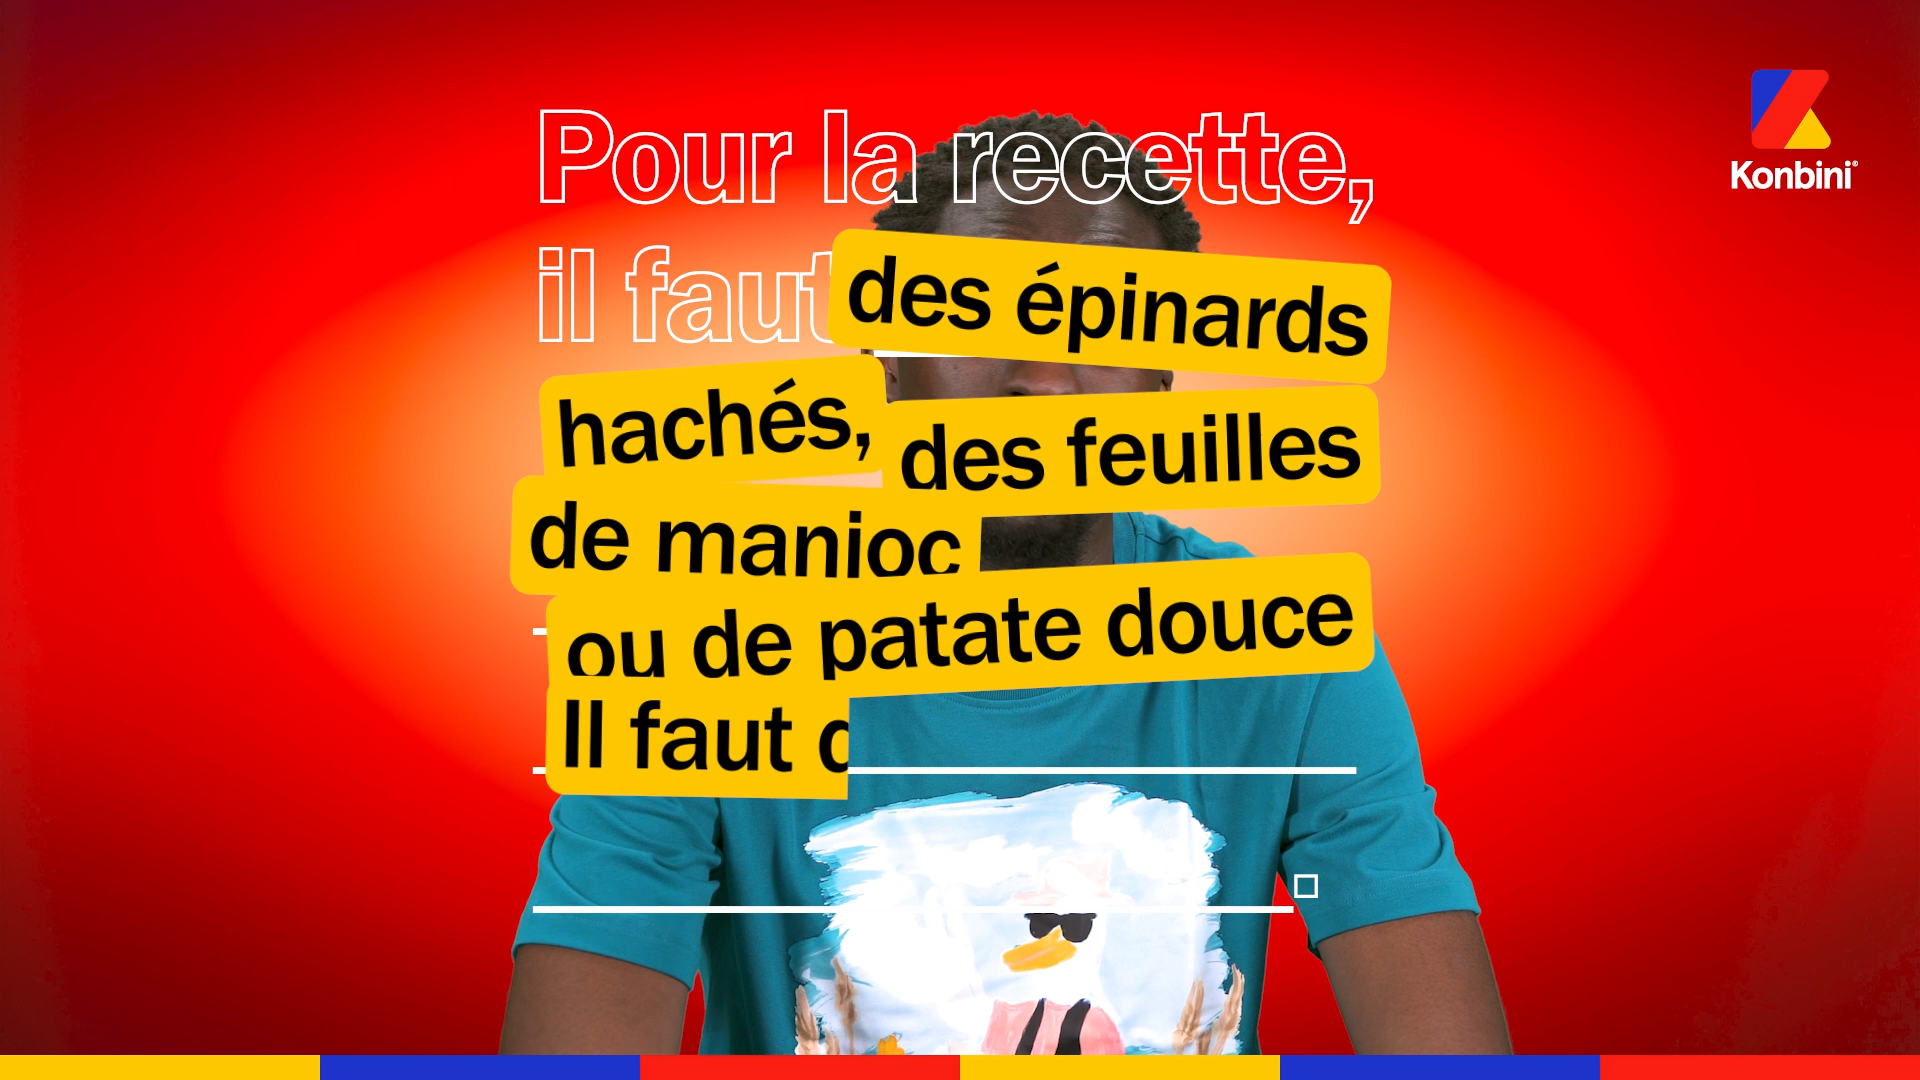 Pour la recette,
il faut des épinards
hachés, des feuilles
de manioc
ou de patate douce
Il faut
Konbini